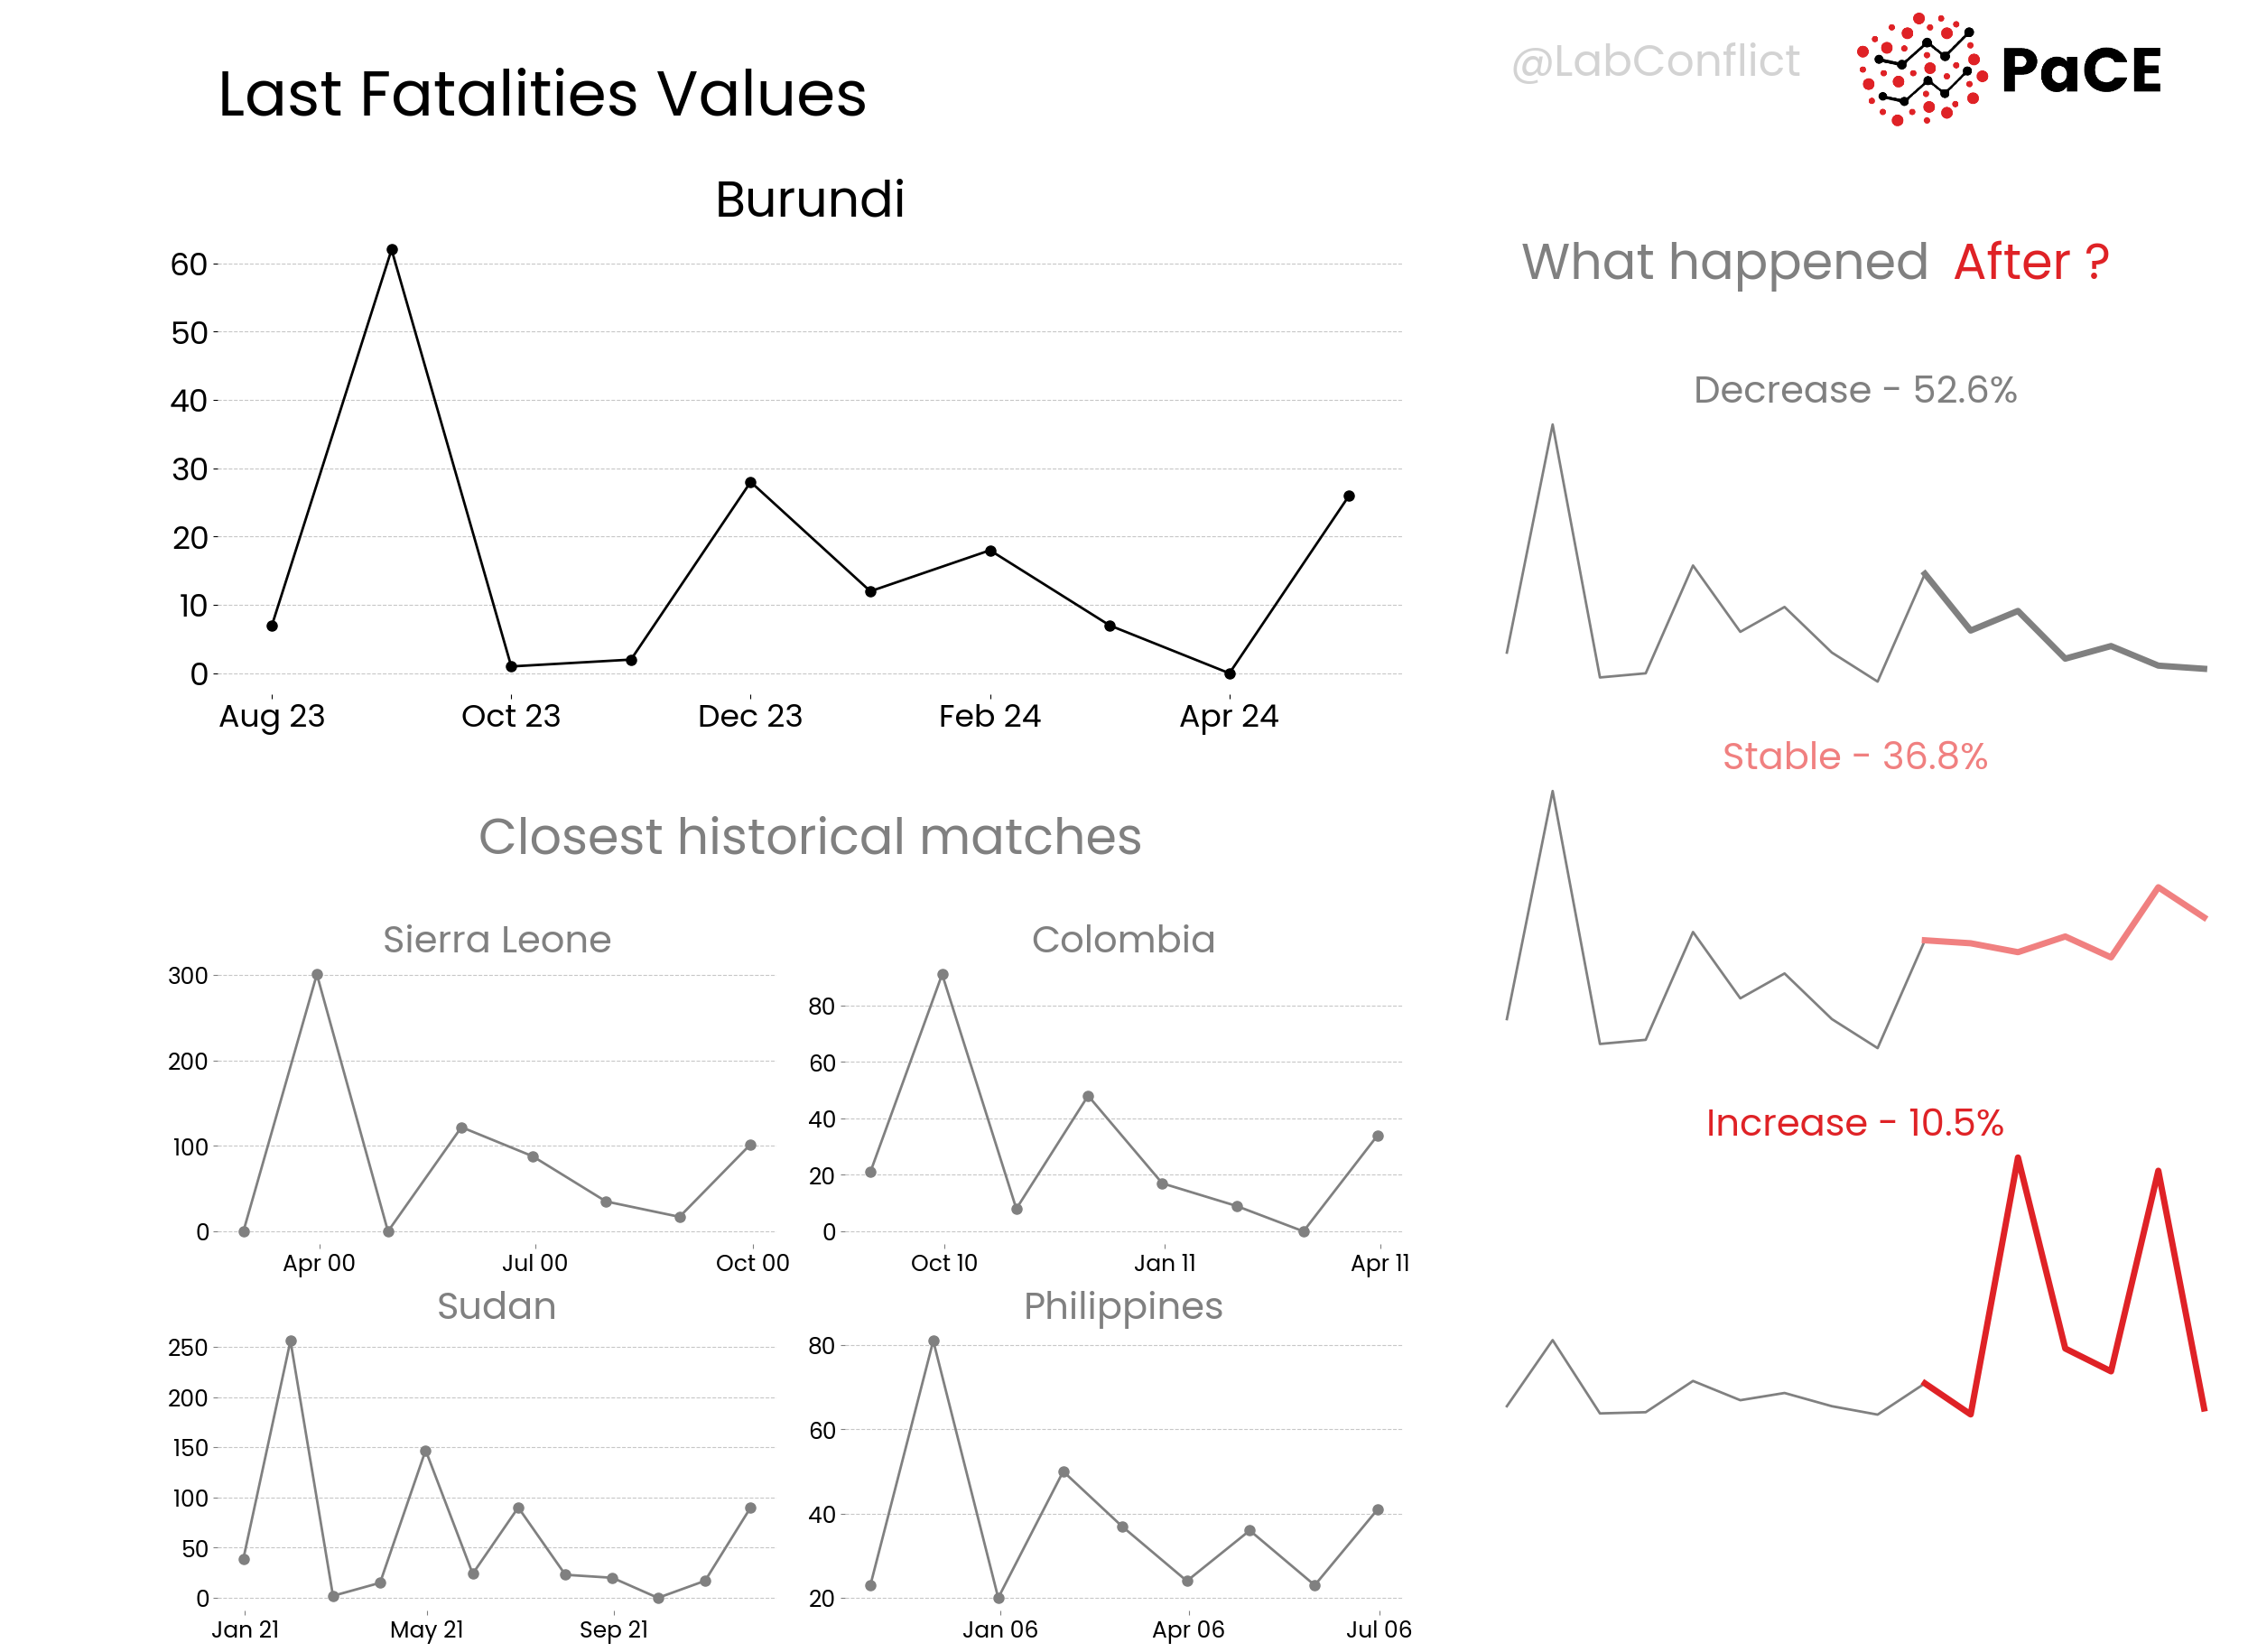 Last Fatalities Values
@LabConflict
PaCE
Burundi
60
50
40
30
20
10
0
Aug 23 Oct 23 Dec 23 Feb 24 Apr 24
What happened After ?
Decrease - 52.6%
Stable - 36.8%
Increase - 10.5%
Closest historical matches
Sierra Leone
300
200
100
0
Apr 00 Jul 00 Oct 00
Colombia
80
60
40
20
0
Oct 10 Jan 11 Apr 11
Sudan
250
200
150
100
50
0
Jan 21 May 21 Sep 21
Philippines
80
60
40
20
Jan 06 Apr 06 Jul 06